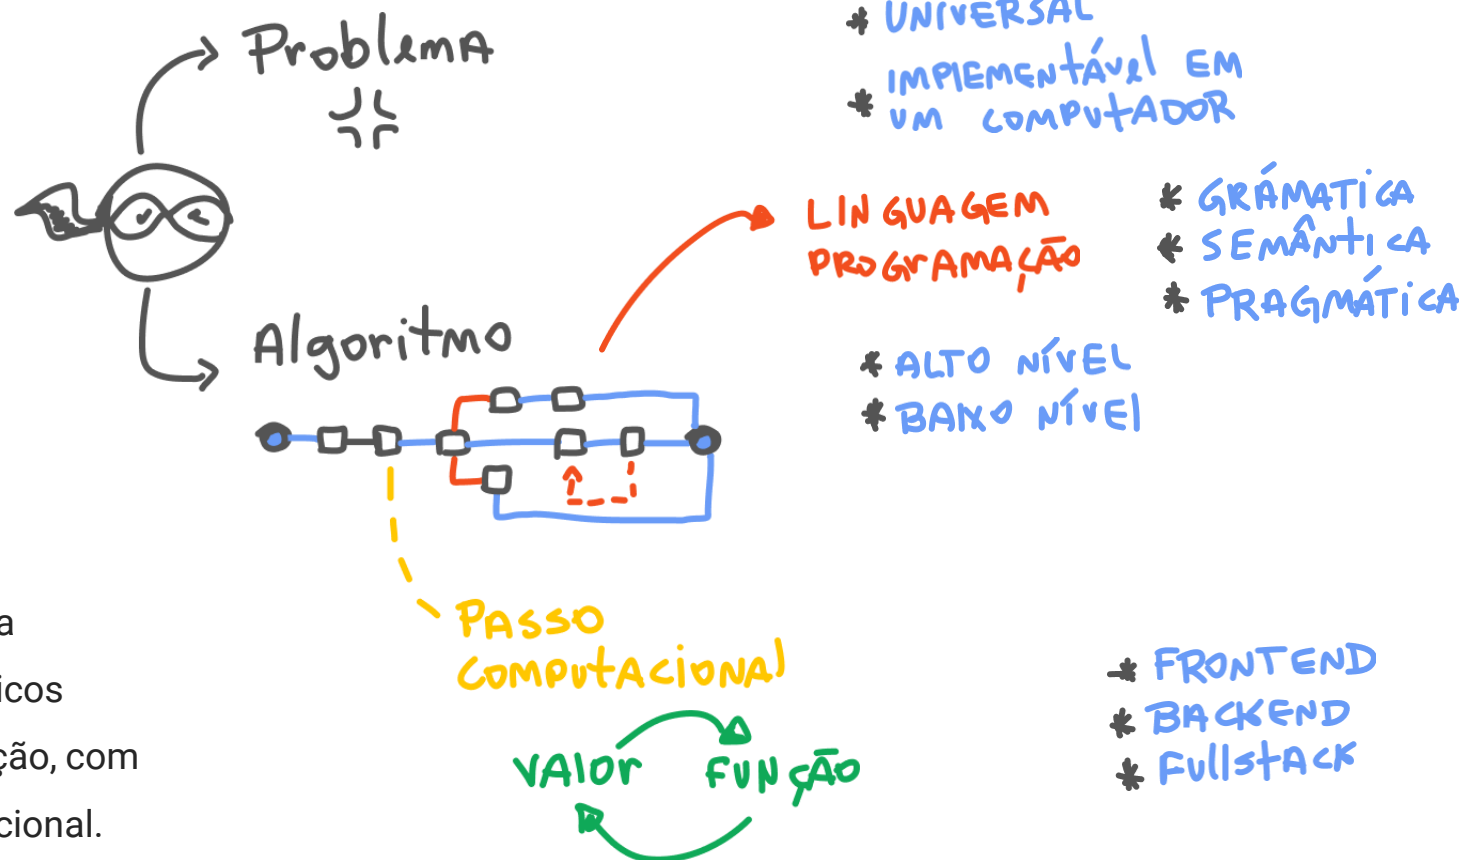 Problema
* UNIVERSAL
* IMPLEMENTÁVEL EM
UM COMPUTADOR
LINGUAGEM
PROGRAMAÇÃO
* GRÁMATICA
* SEMÂNTICA
* PRAGMÁTICA
Algoritmo
* ALTO NÍVEL
* BAIXO NÍVEL
PASSO
COMPUTACIONAL
VALOR FUNÇÃO
* FRONTEND
* BACKEND
* FULLSTACK
a
icos
ção, com
cional.